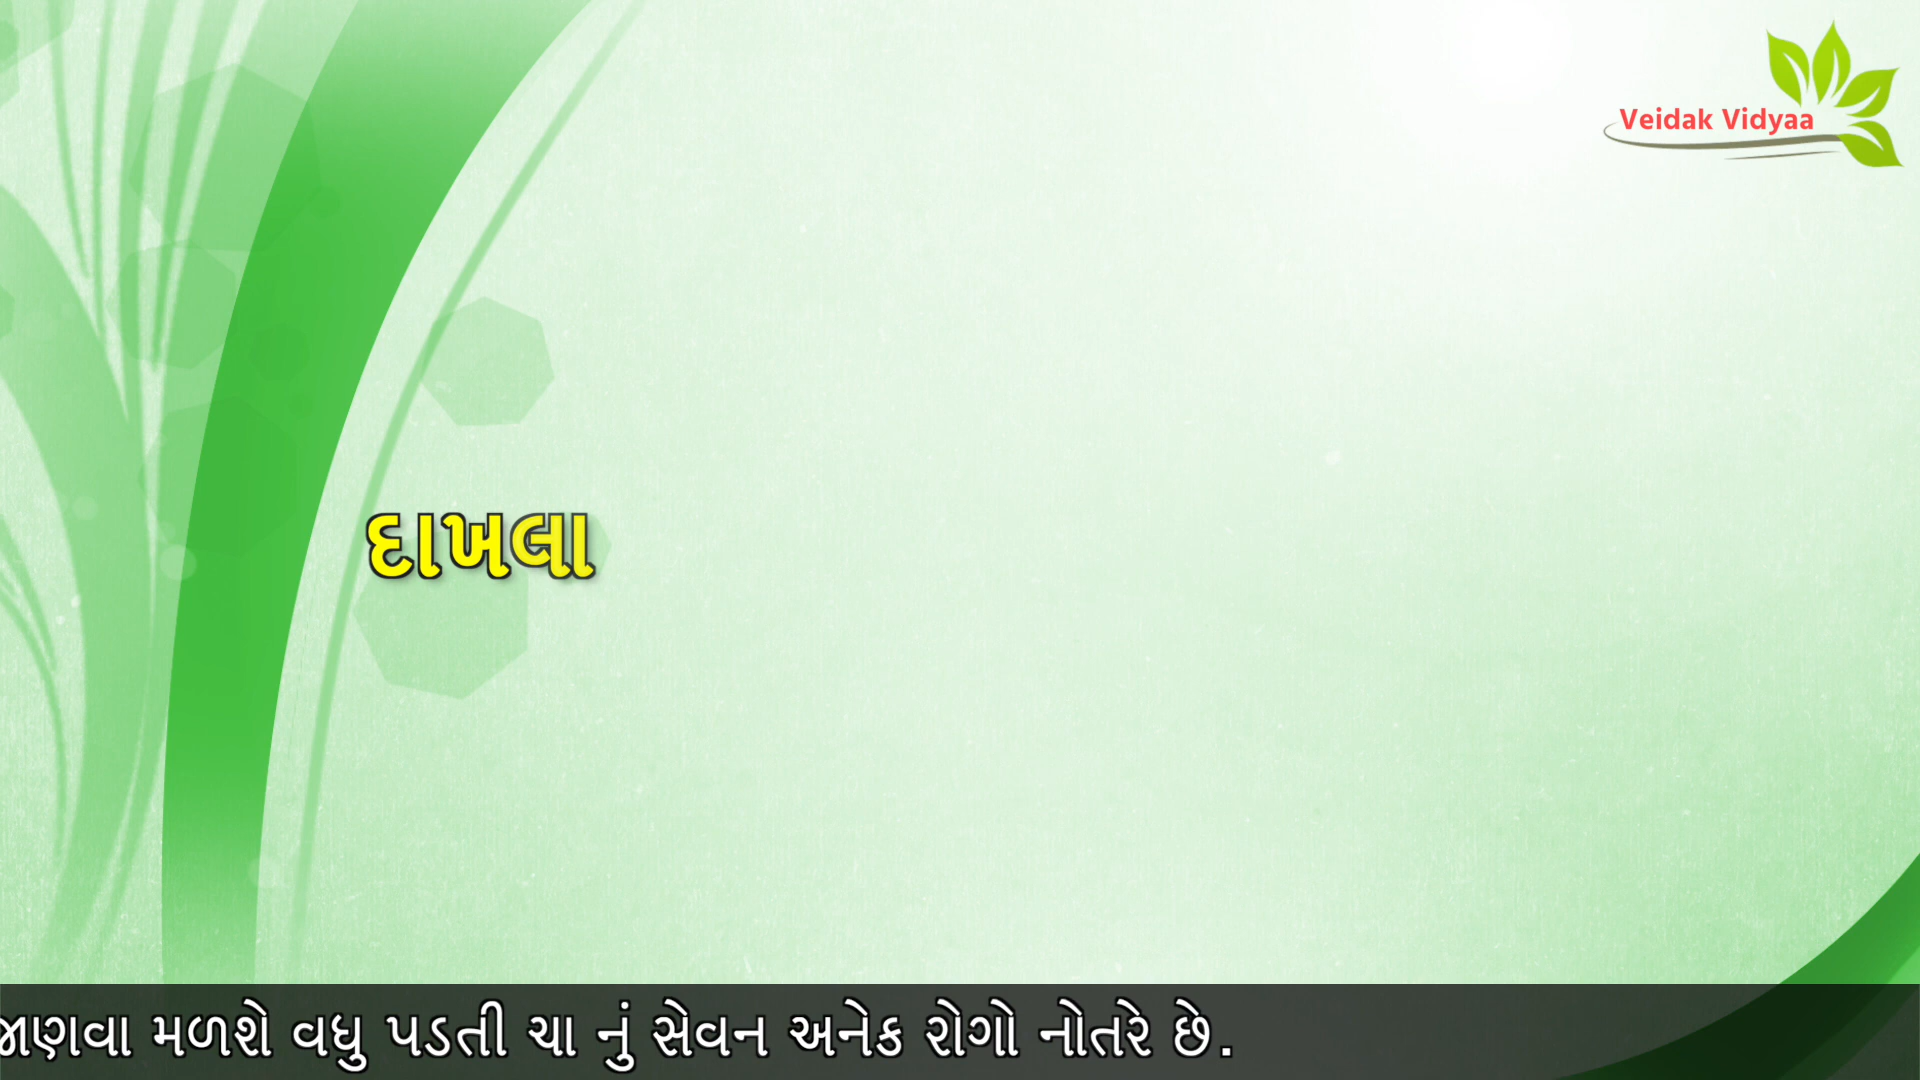 Veidak Vidyaa
દાખલા
જાણવા મળશે વધુ પડતી ચા નું સેવન અનેક રોગો નોતરે છે.